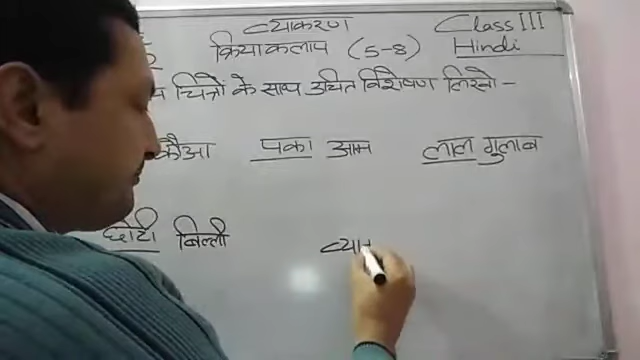 व्याकरण Class III
क्रियाकलाप (5-8) Hindi
चित्रों के साथ उचित विशेषण लिखो-
कौआ पका आम लाल गुलाब
छोटी बिल्ली व्या